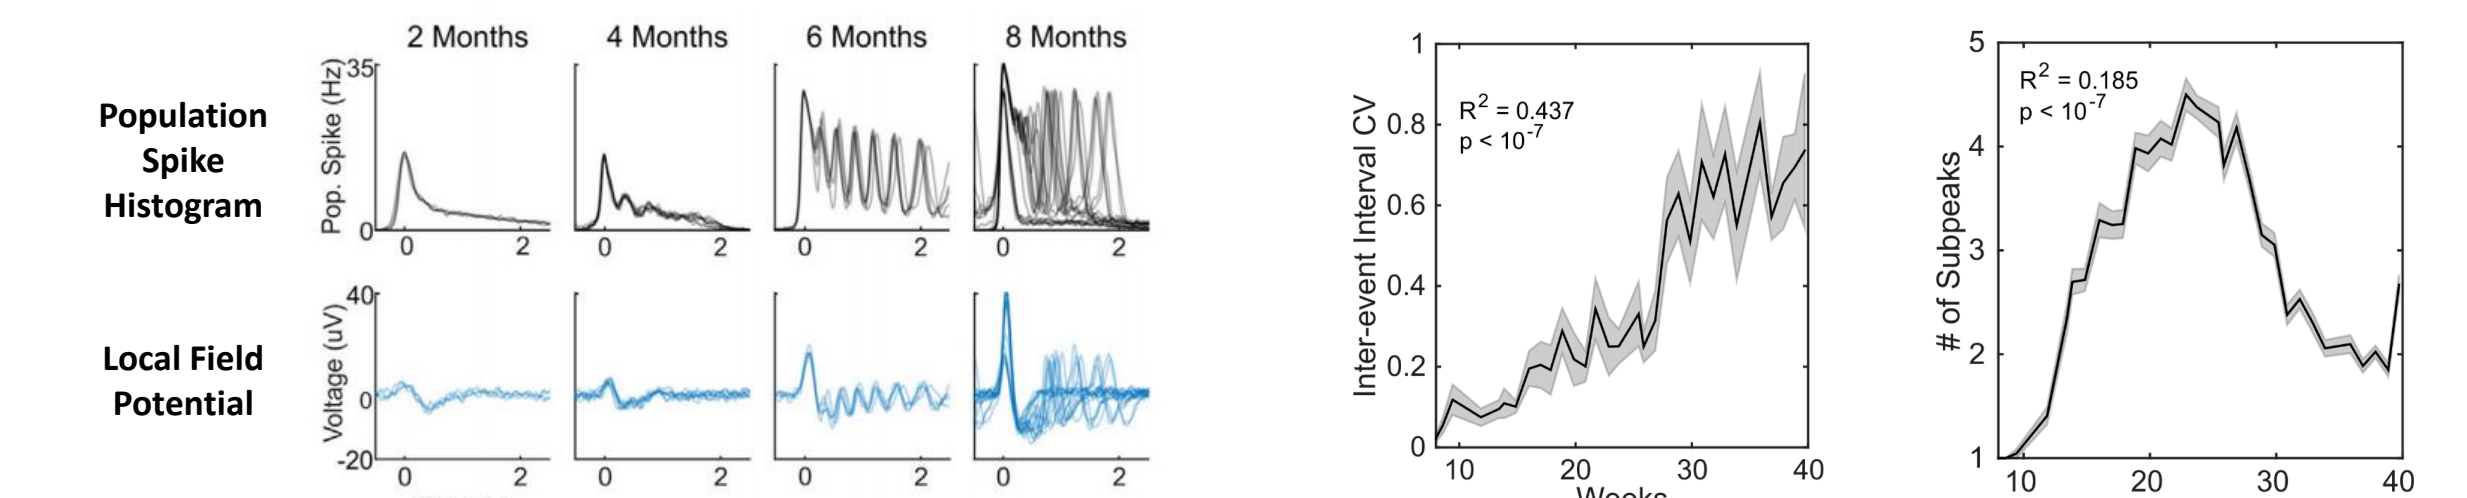 2 Months
4 Months
6 Months
8 Months
Population
Spike
Histogram
Pop. Spike (Hz)
35
0
0 2
0 2
0 2
0 2
Local Field
Potential
Voltage (uV)
40
0
-20
0 2
0 2
0 2
0 2
Inter-event Interval CV
1
0.8
0.6
0.4
0.2
0
R2 = 0.437
p < 10-7
10 20 30 40
Weeks
# of Subpeaks
5
4
3
2
1
R2 = 0.185
p < 10-7
10 20 30 40